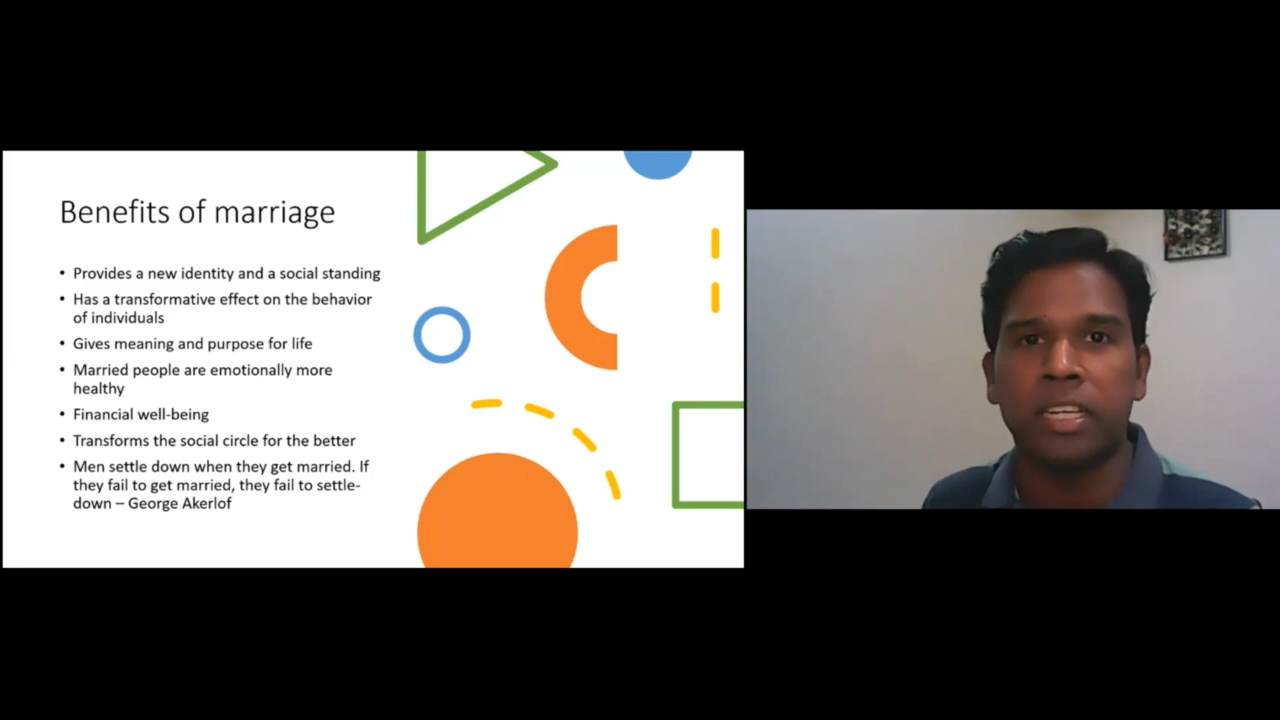 Benefits of marriage
• Provides a new identity and a social standing
• Has a transformative effect on the behavior
of individuals
• Gives meaning and purpose for life
• Married people are emotionally more
healthy
• Financial well-being
• Transforms the social circle for the better
• Men settle down when they get married. If
they fail to get married, they fail to settle-
down – George Akerlof